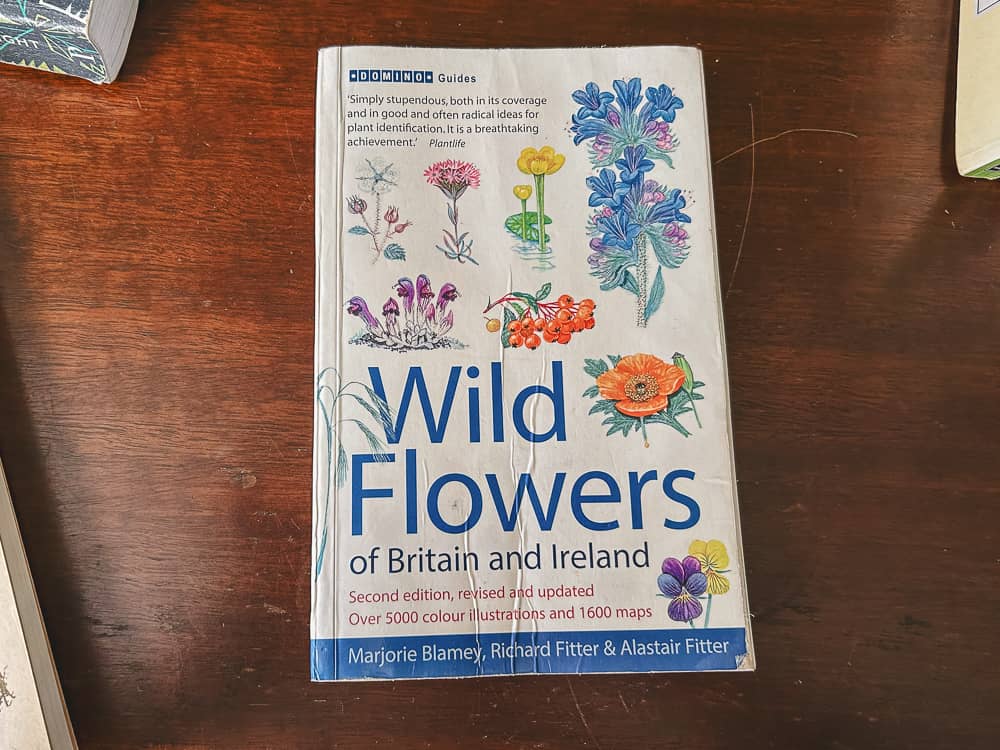 GHT
DOMINO Guides
'Simply stupendous, both in its coverage
and in good and often radical ideas for
plant identification. It is a breathtaking
achievement.' Plantlife
Wild
Flowers
of Britain and Ireland
Second edition, revised and updated
Over 5000 colour illustrations and 1600 maps
Marjorie Blamey, Richard Fitter & Alastair Fitter